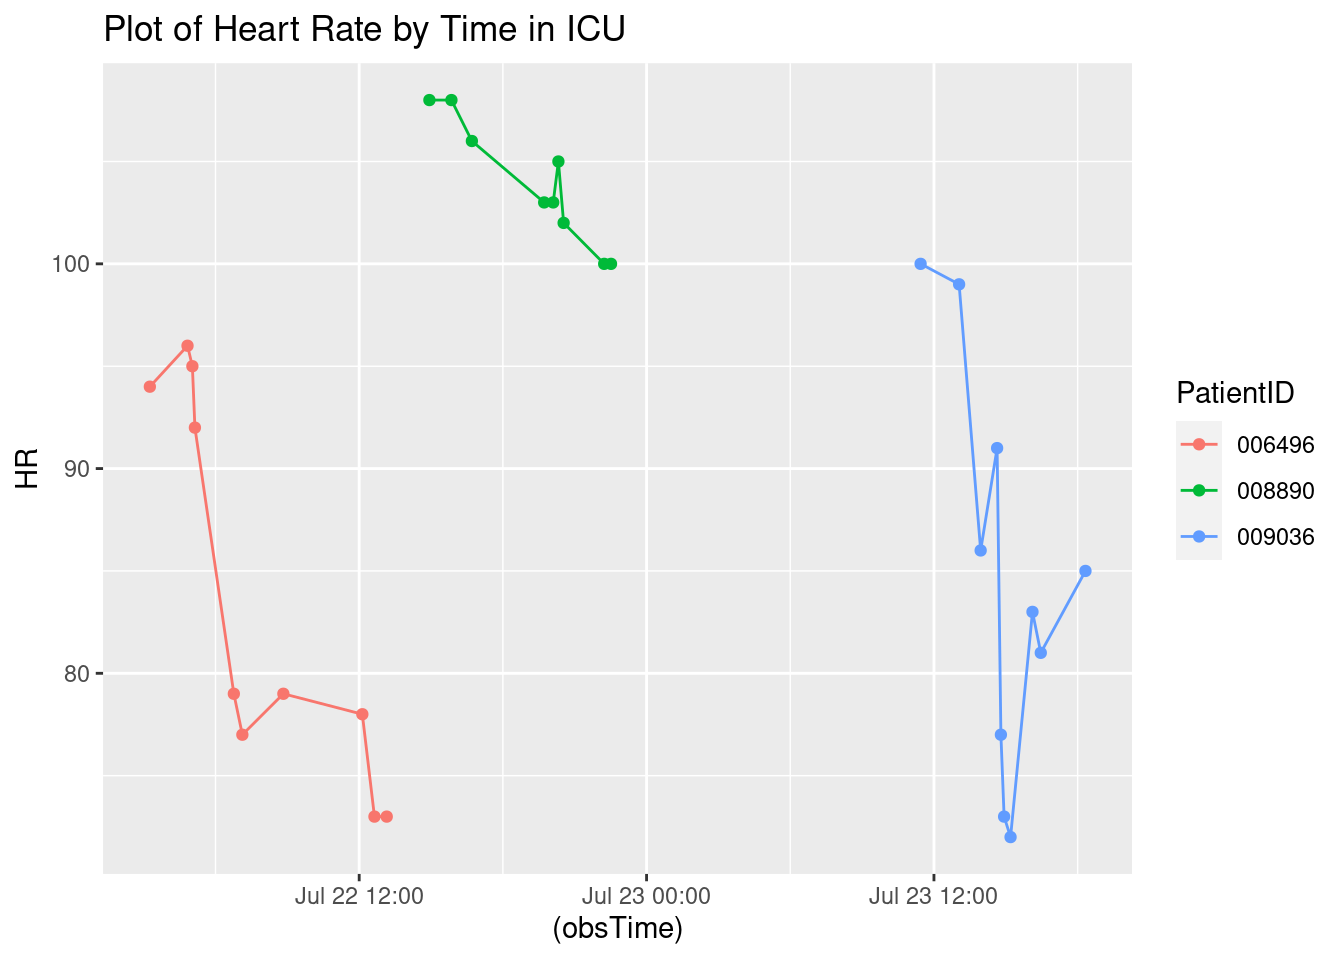 Plot of Heart Rate by Time in ICU
HR
100
90
80
Jul 22 12:00
Jul 23 00:00
Jul 23 12:00
(obsTime)
PatientID
006496
008890
009036